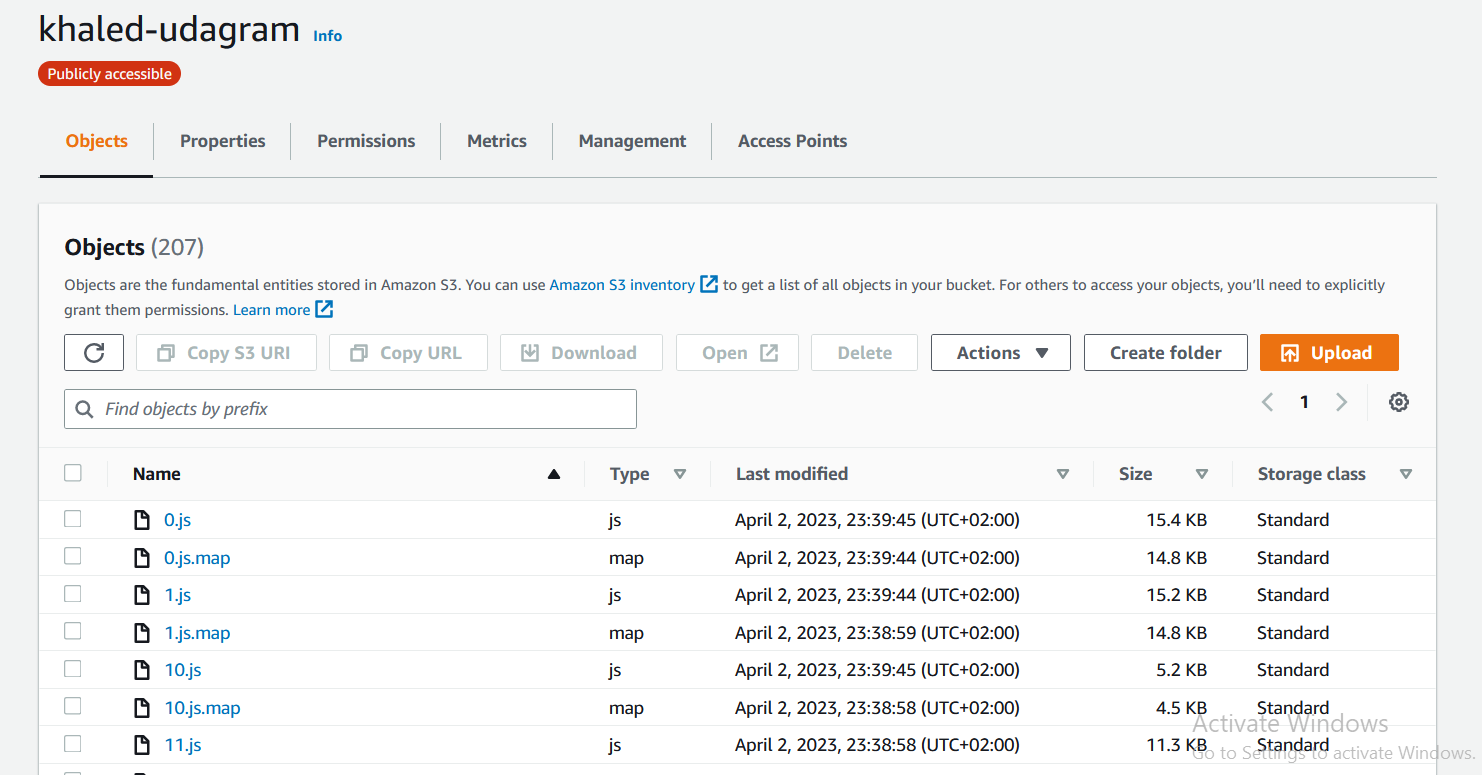 khaled-udagram Info
Publicly accessible
Objects Properties Permissions Metrics Management Access Points
Objects (207)
Objects are the fundamental entities stored in Amazon S3. You can use Amazon S3 inventory to get a list of all objects in your bucket. For others to access your objects, you'll need to explicitly
grant them permissions. Learn more
Copy S3 URI Copy URL Download Open Delete Actions Create folder Upload
Find objects by prefix 1
Name Type Last modified Size Storage class
0.js js April 2, 2023, 23:39:45 (UTC+02:00) 15.4 KB Standard
0.js.map map April 2, 2023, 23:39:44 (UTC+02:00) 14.8 KB Standard
1.js js April 2, 2023, 23:39:44 (UTC+02:00) 15.2 KB Standard
1.js.map map April 2, 2023, 23:38:59 (UTC+02:00) 14.8 KB Standard
10.js js April 2, 2023, 23:39:45 (UTC+02:00) 5.2 KB Standard
10.js.map map April 2, 2023, 23:38:58 (UTC+02:00) 4.5 KB Standard
Activate Windows
11.js js April 2, 2023, 23:38:58 (UTC+02:00) 11.3 KB Standard
Go to Settings to activate Windows.